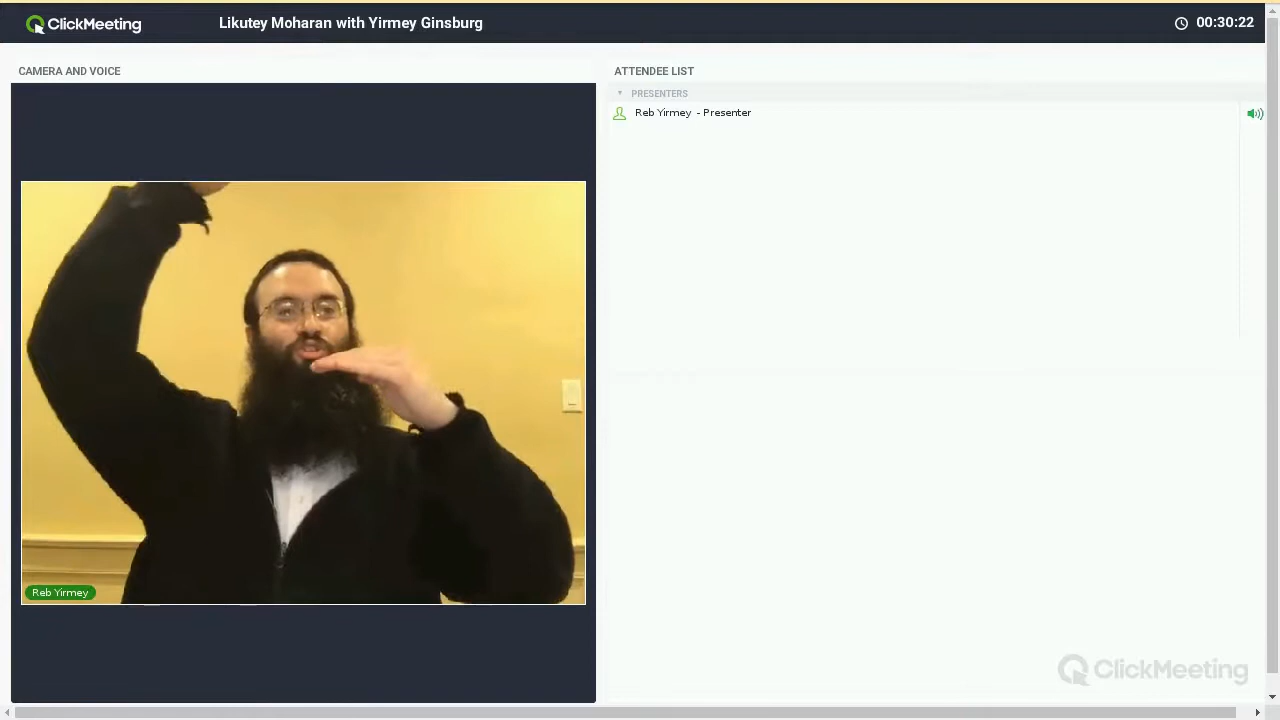 ClickMeeting
Likutey Moharan with Yirmey Ginsburg
00:30:22
CAMERA AND VOICE
ATTENDEE LIST
PRESENTERS
Reb Yirmey - Presenter
Reb Yirmey
ClickMeeting